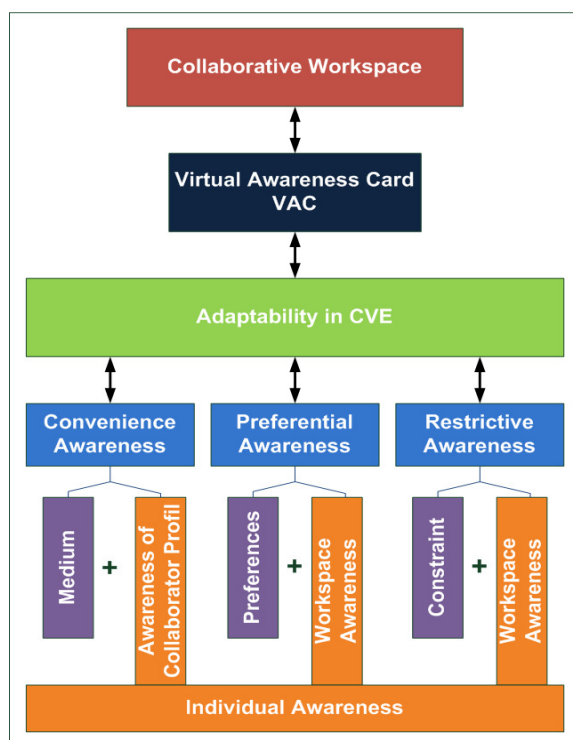 Collaborative Workspace
Virtual Awareness Card
VAC
Adaptability in CVE
Convenience
Awareness
Preferential
Awareness
Restrictive
Awareness
Medium
+
Awareness of
Collaborator Profil
Preferences
+
Workspace
Awareness
Constraint
+
Workspace
Awareness
Individual Awareness